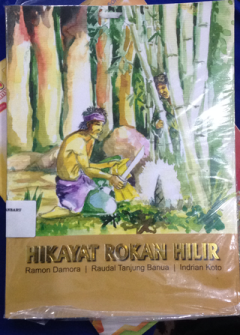 HIKAYAT ROKAN HILIR
Ramon Damora | Raudal Tanjung Banua | Indrian Koto